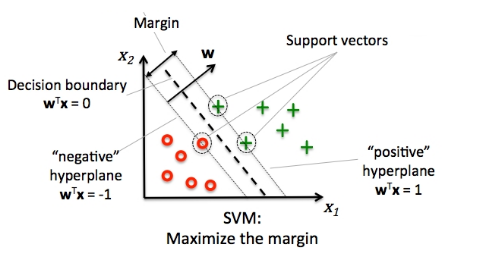 Margin
X₂
w
Support vectors
Decision boundary
wᵀx = 0
“negative”
hyperplane
wᵀx = -1
“positive”
hyperplane
wᵀx = 1
X₁
SVM:
Maximize the margin